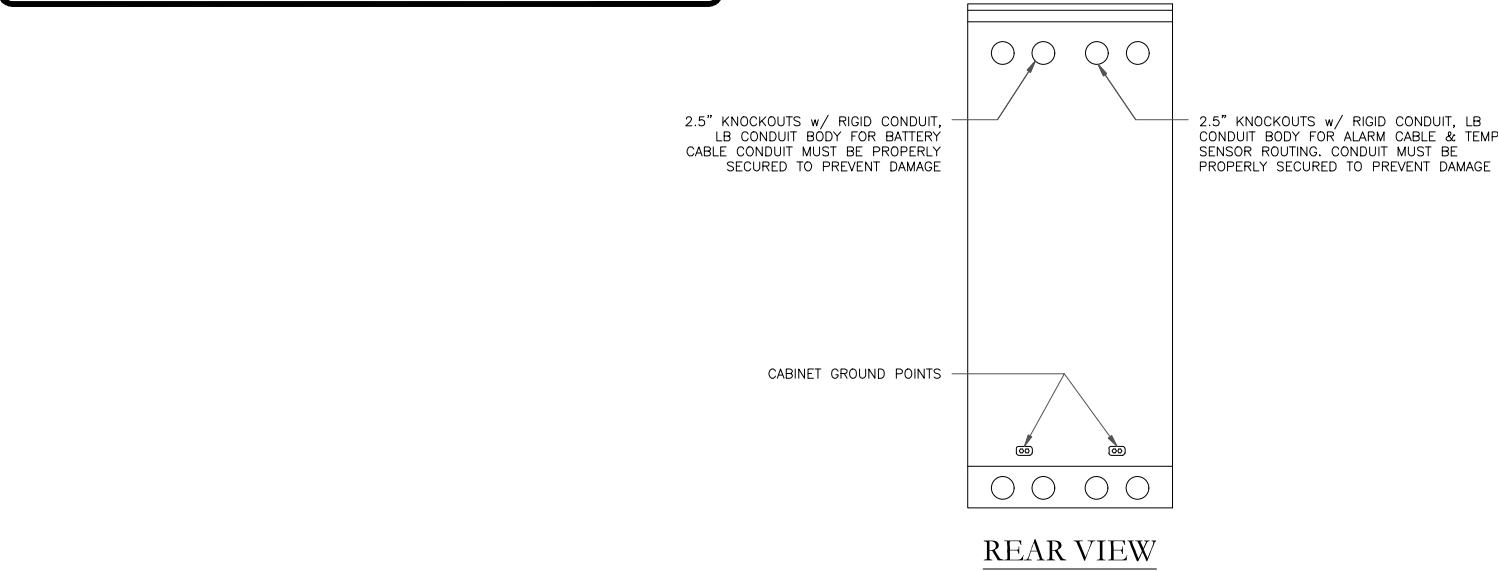 2.5” KNOCKOUTS w/ RIGID CONDUIT,
LB CONDUIT BODY FOR BATTERY
CABLE CONDUIT MUST BE PROPERLY
SECURED TO PREVENT DAMAGE
2.5” KNOCKOUTS w/ RIGID CONDUIT, LB
CONDUIT BODY FOR ALARM CABLE & TEMP
SENSOR ROUTING. CONDUIT MUST BE
PROPERLY SECURED TO PREVENT DAMAGE
CABINET GROUND POINTS
REAR VIEW